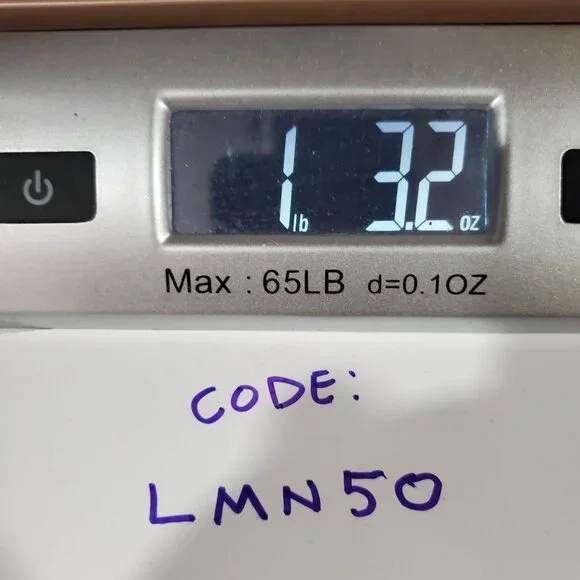 1 lb 3.2 oz
Max : 65LB d=0.1OZ
CODE:
LMN50